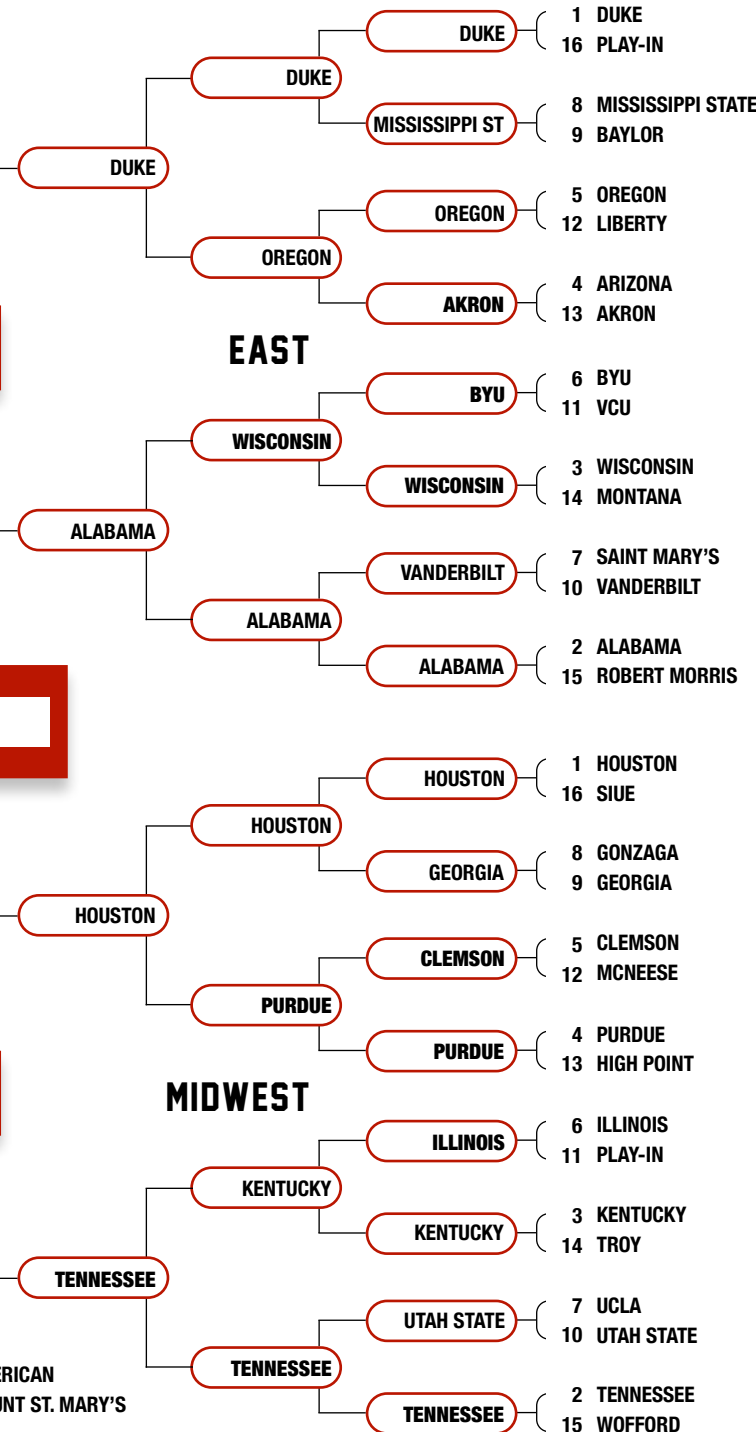 1 DUKE
DUKE
16 PLAY-IN
DUKE
8 MISSISSIPPI STATE
MISSISSIPPI ST
9 BAYLOR
DUKE
5 OREGON
OREGON
12 LIBERTY
OREGON
4 ARIZONA
AKRON
13 AKRON
EAST
6 BYU
BYU
11 VCU
WISCONSIN
3 WISCONSIN
WISCONSIN
14 MONTANA
ALABAMA
7 SAINT MARY'S
VANDERBILT
10 VANDERBILT
ALABAMA
2 ALABAMA
ALABAMA
15 ROBERT MORRIS
1 HOUSTON
HOUSTON
16 SIUE
HOUSTON
8 GONZAGA
GEORGIA
9 GEORGIA
HOUSTON
5 CLEMSON
CLEMSON
12 MCNEESE
PURDUE
4 PURDUE
PURDUE
13 HIGH POINT
MIDWEST
6 ILLINOIS
ILLINOIS
11 PLAY-IN
KENTUCKY
3 KENTUCKY
KENTUCKY
14 TROY
TENNESSEE
7 UCLA
UTAH STATE
10 UTAH STATE
TENNESSEE
2 TENNESSEE
TENNESSEE
15 WOFFORD
ERICAN
UNT ST. MARY'S